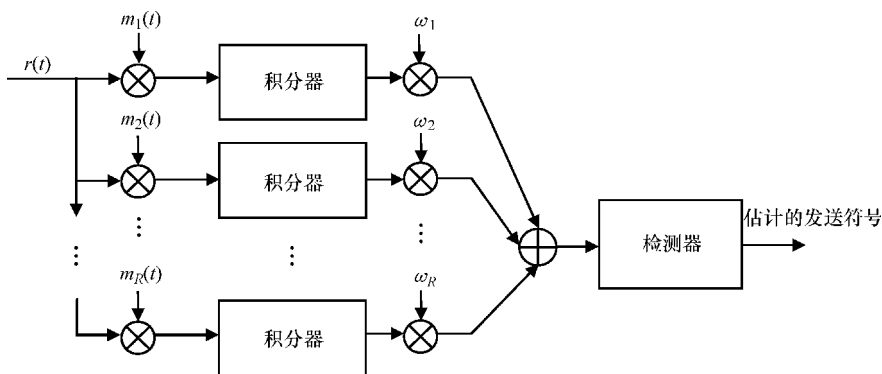 m₁(t)
ω₁
r(t)
积分器
m₂(t)
ω₂
积分器
估计的发送符号
检测器
⋮
⋮
⋮
⋮
m_R(t)
ω_R
积分器